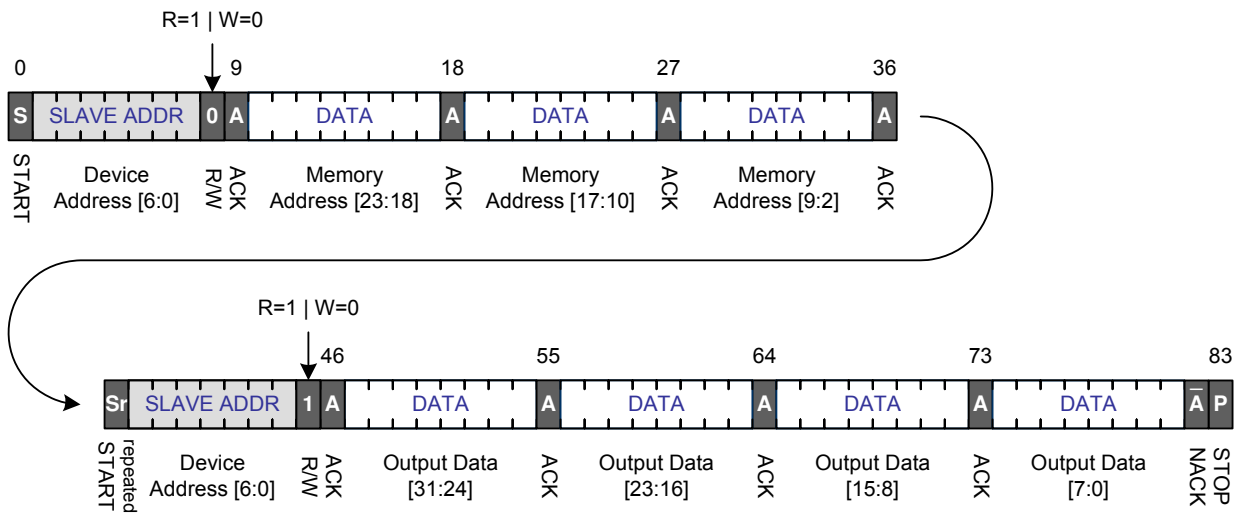 R=1 | W=0
0 9 18 27 36
S SLAVE ADDR 0 A DATA A DATA A DATA A
START Device R/W ACK Memory ACK Memory ACK Memory ACK
Address [6:0] Address [23:18] Address [17:10] Address [9:2]
R=1 | W=0
46 55 64 73 83
Sr SLAVE ADDR 1 A DATA A DATA A DATA A DATA A̅ P
repeated START Device R/W ACK Output Data ACK Output Data ACK Output Data ACK Output Data NACK STOP
Address [6:0] [31:24] [23:16] [15:8] [7:0]